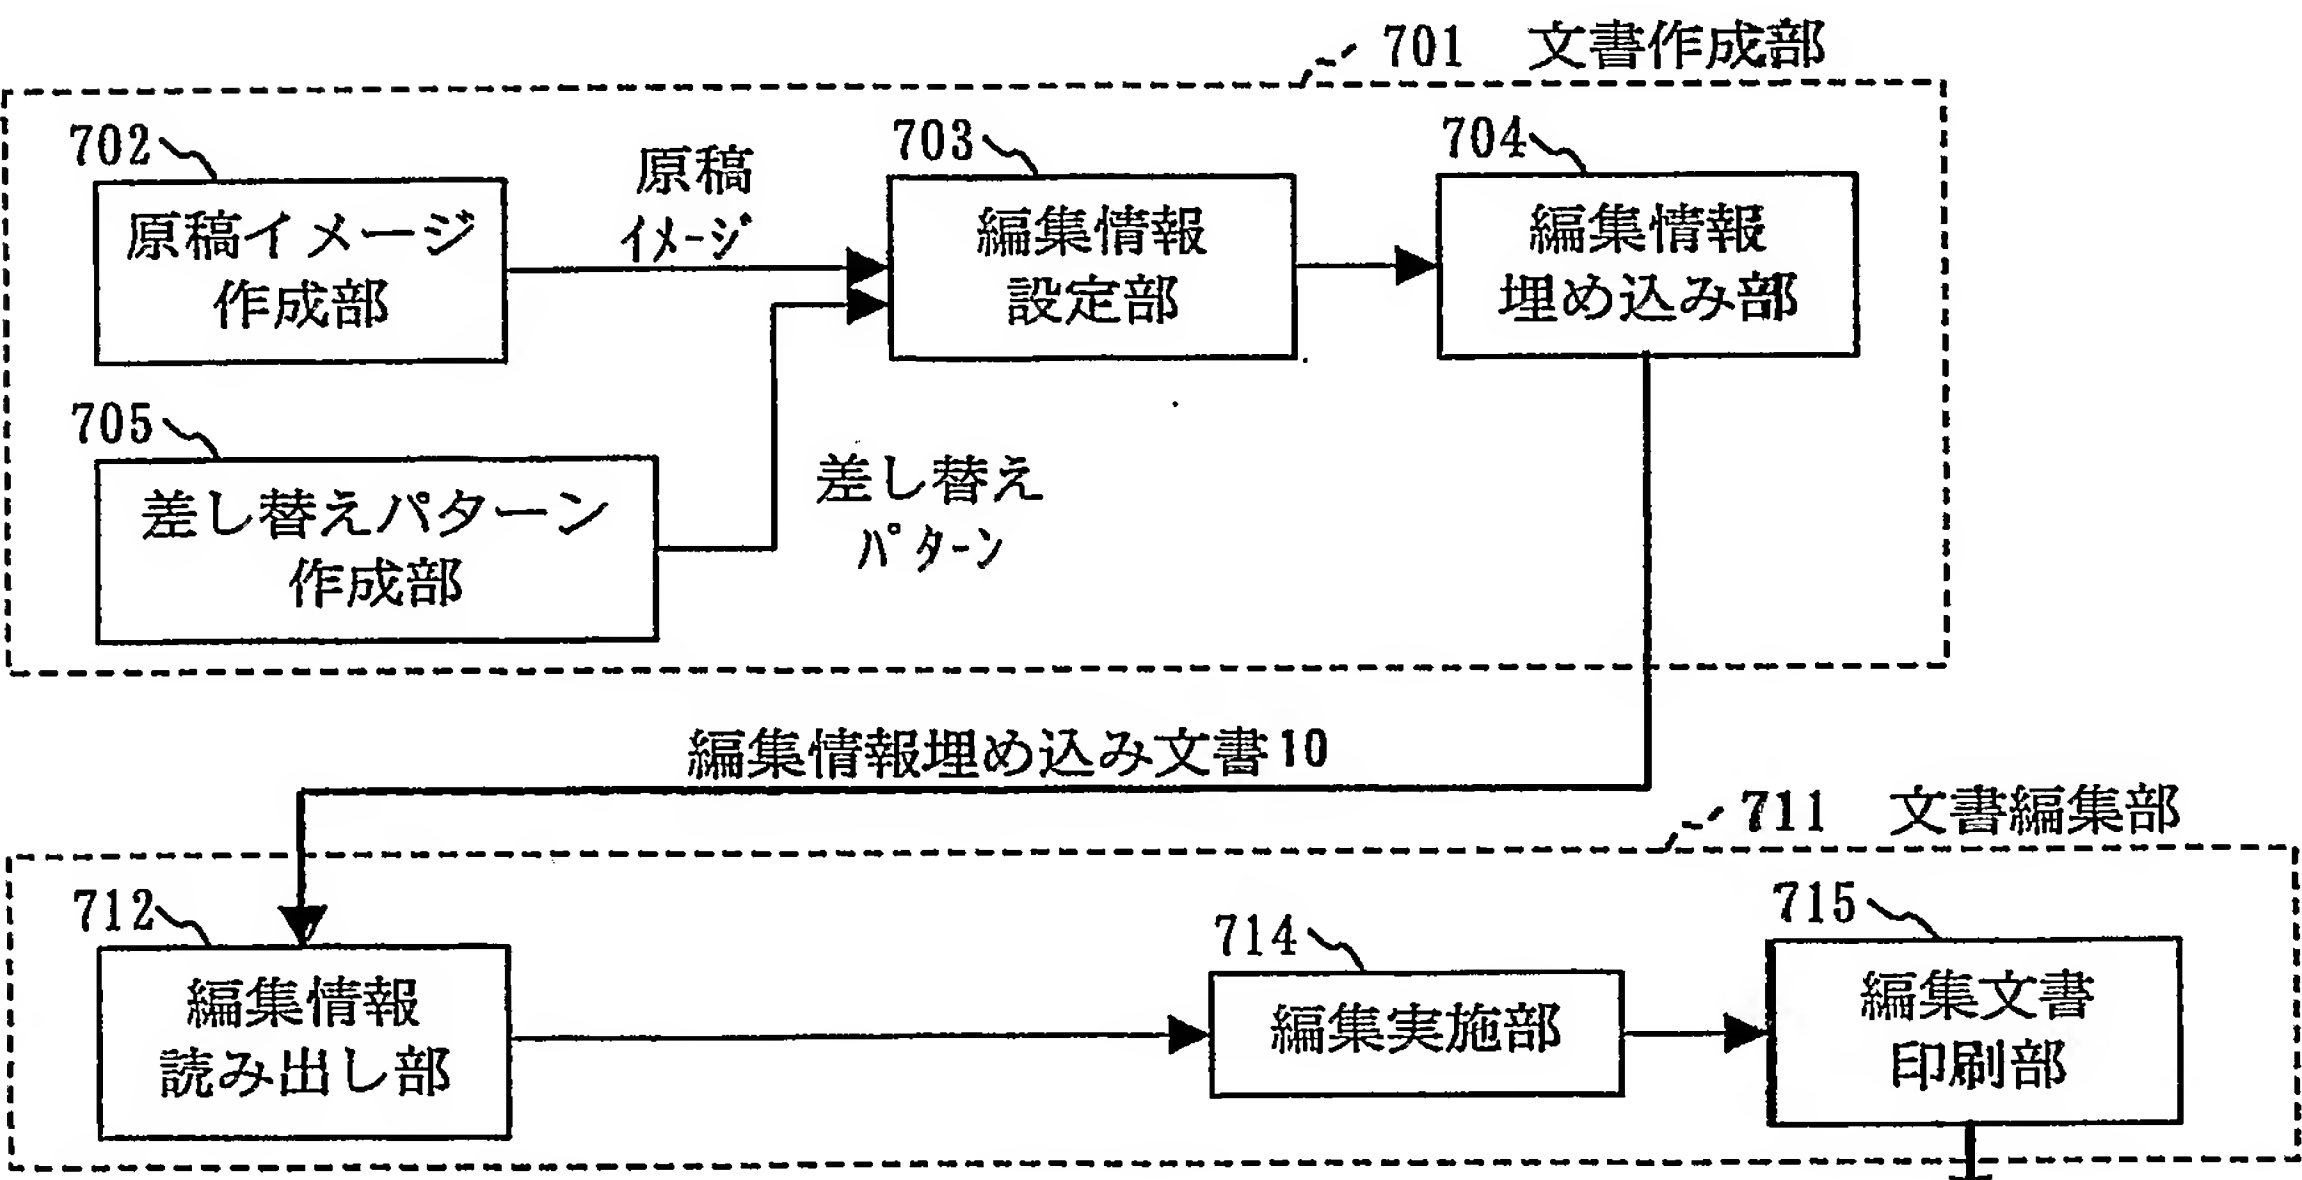 701 文書作成部
702
原稿イメージ
作成部
原稿
イメージ
703
編集情報
設定部
704
編集情報
埋め込み部
705
差し替えパターン
作成部
差し替え
パターン
編集情報埋め込み文書10
711 文書編集部
712
編集情報
読み出し部
714
編集実施部
715
編集文書
印刷部